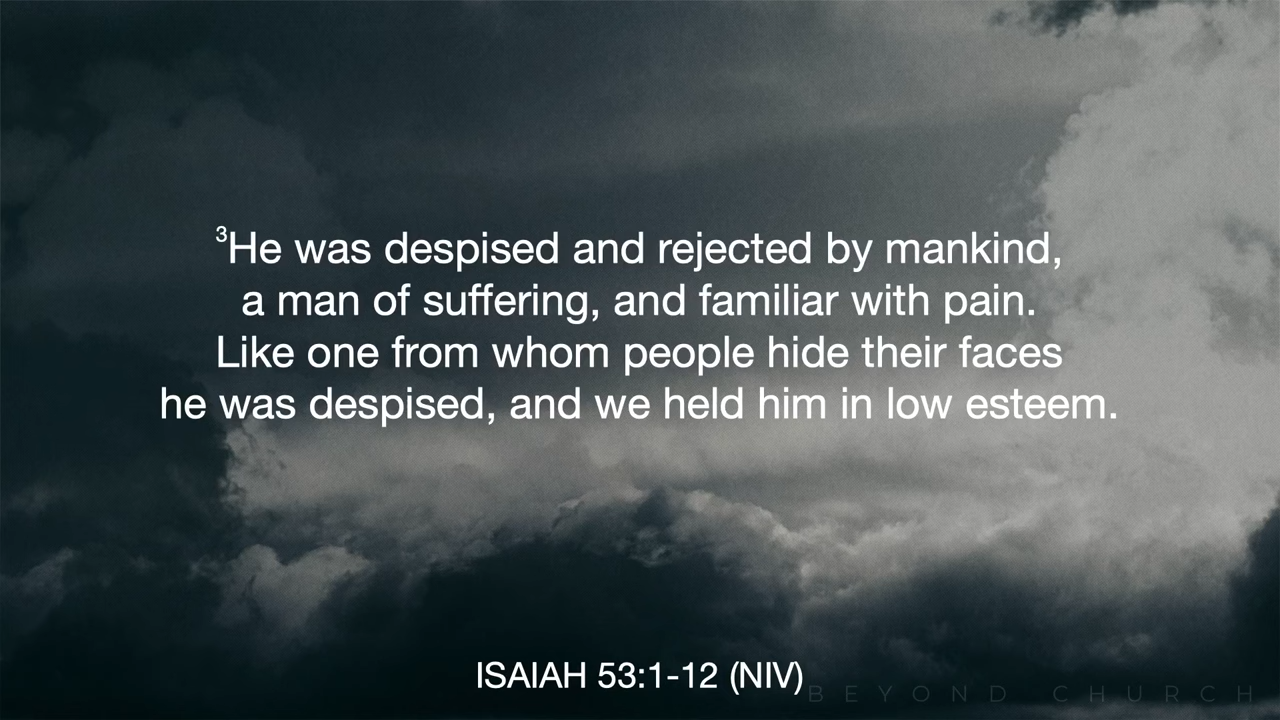 ³He was despised and rejected by mankind,
a man of suffering, and familiar with pain.
Like one from whom people hide their faces
he was despised, and we held him in low esteem.
ISAIAH 53:1-12 (NIV)
BEYOND CHURCH